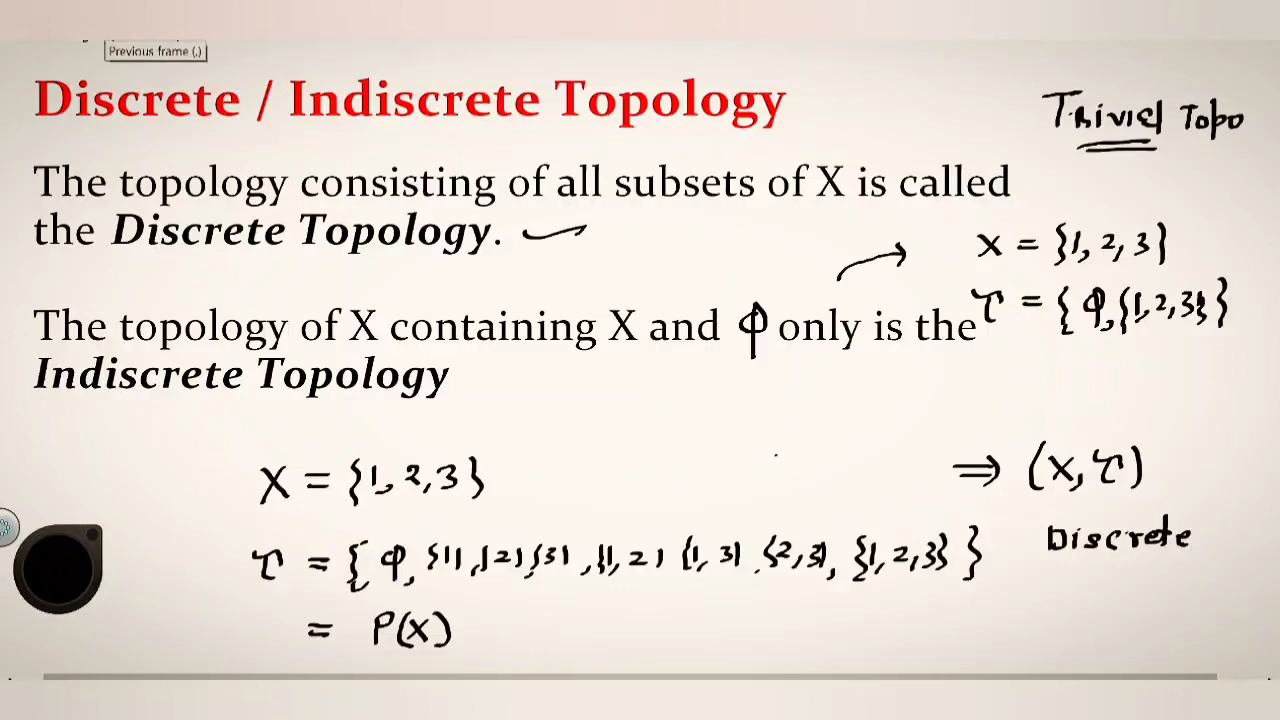 Previous frame (,)
Discrete / Indiscrete Topology
Trivial Topo
The topology consisting of all subsets of X is called
the Discrete Topology.
X = {1, 2, 3}
τ = { φ, {1, 2, 3} }
The topology of X containing X and φ only is the
Indiscrete Topology
X = {1, 2, 3}
⇒ (X, τ)
Discrete
τ = { φ, {1}, {2} {3}, {1, 2} {1, 3} {2, 3}, {1, 2, 3} }
= P(X)